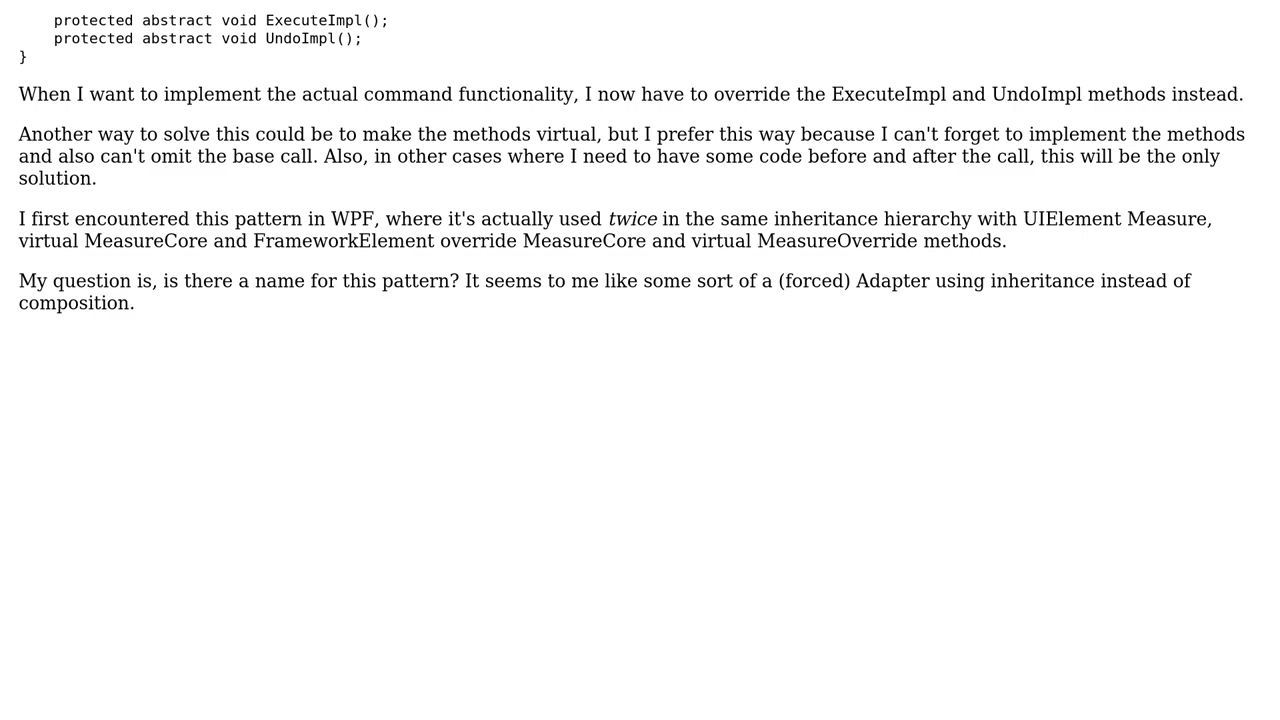 protected abstract void ExecuteImpl();
    protected abstract void UndoImpl();
}
When I want to implement the actual command functionality, I now have to override the ExecuteImpl and UndoImpl methods instead.
Another way to solve this could be to make the methods virtual, but I prefer this way because I can't forget to implement the methods
and also can't omit the base call. Also, in other cases where I need to have some code before and after the call, this will be the only
solution.
I first encountered this pattern in WPF, where it's actually used twice in the same inheritance hierarchy with UIElement Measure,
virtual MeasureCore and FrameworkElement override MeasureCore and virtual MeasureOverride methods.
My question is, is there a name for this pattern? It seems to me like some sort of a (forced) Adapter using inheritance instead of
composition.